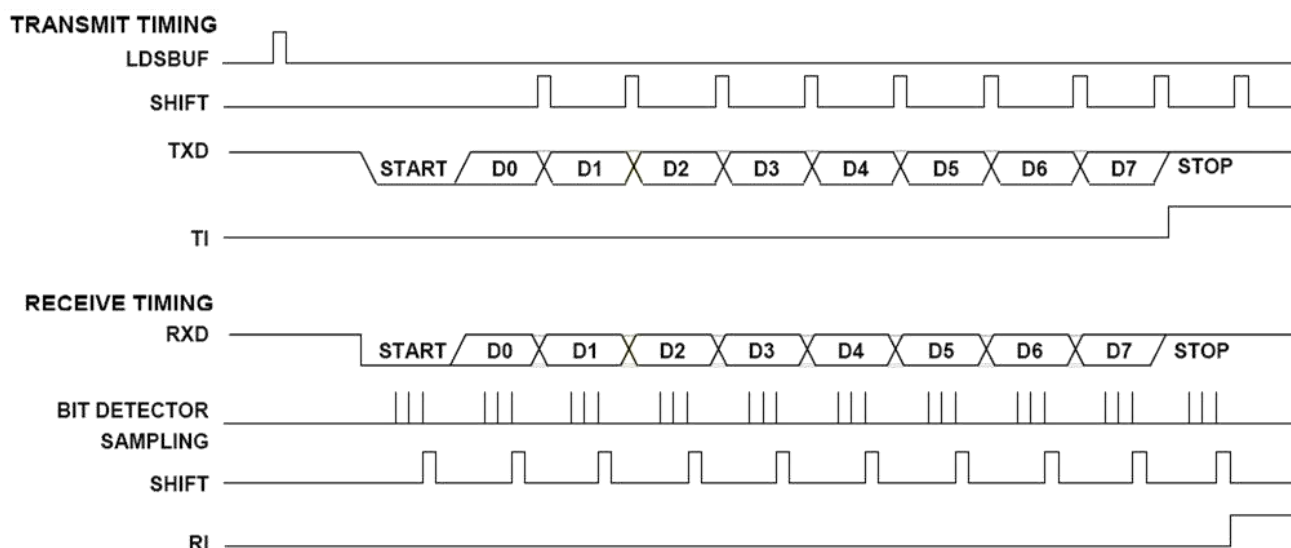 TRANSMIT TIMING
LDSBUF
SHIFT
TXD START D0 D1 D2 D3 D4 D5 D6 D7 STOP
TI
RECEIVE TIMING
RXD START D0 D1 D2 D3 D4 D5 D6 D7 STOP
BIT DETECTOR
SAMPLING
SHIFT
RI